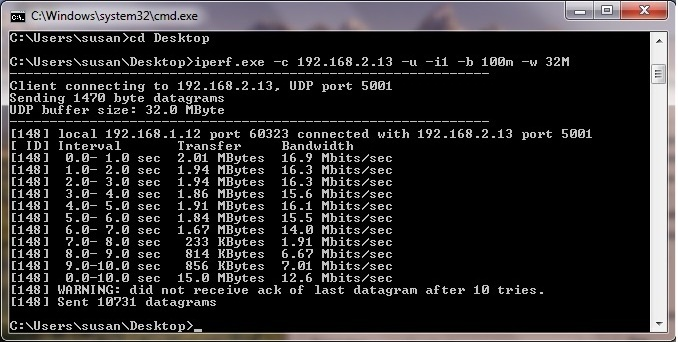 C:\Windows\system32\cmd.exe
C:\Users\susan>cd Desktop
C:\Users\susan\Desktop>iperf.exe -c 192.168.2.13 -u -i1 -b 100m -w 32M
------------------------------------------------------------
Client connecting to 192.168.2.13, UDP port 5001
Sending 1470 byte datagrams
UDP buffer size: 32.0 MByte
------------------------------------------------------------
[148] local 192.168.1.12 port 60323 connected with 192.168.2.13 port 5001
[ ID] Interval       Transfer     Bandwidth
[148]  0.0- 1.0 sec  2.01 MBytes  16.9 Mbits/sec
[148]  1.0- 2.0 sec  1.94 MBytes  16.3 Mbits/sec
[148]  2.0- 3.0 sec  1.94 MBytes  16.3 Mbits/sec
[148]  3.0- 4.0 sec  1.86 MBytes  15.6 Mbits/sec
[148]  4.0- 5.0 sec  1.91 MBytes  16.1 Mbits/sec
[148]  5.0- 6.0 sec  1.84 MBytes  15.5 Mbits/sec
[148]  6.0- 7.0 sec  1.67 MBytes  14.0 Mbits/sec
[148]  7.0- 8.0 sec   233 KBytes  1.91 Mbits/sec
[148]  8.0- 9.0 sec   814 KBytes  6.67 Mbits/sec
[148]  9.0-10.0 sec   856 KBytes  7.01 Mbits/sec
[148]  0.0-10.0 sec  15.0 MBytes  12.6 Mbits/sec
[148] WARNING: did not receive ack of last datagram after 10 tries.
[148] Sent 10731 datagrams
C:\Users\susan\Desktop>_